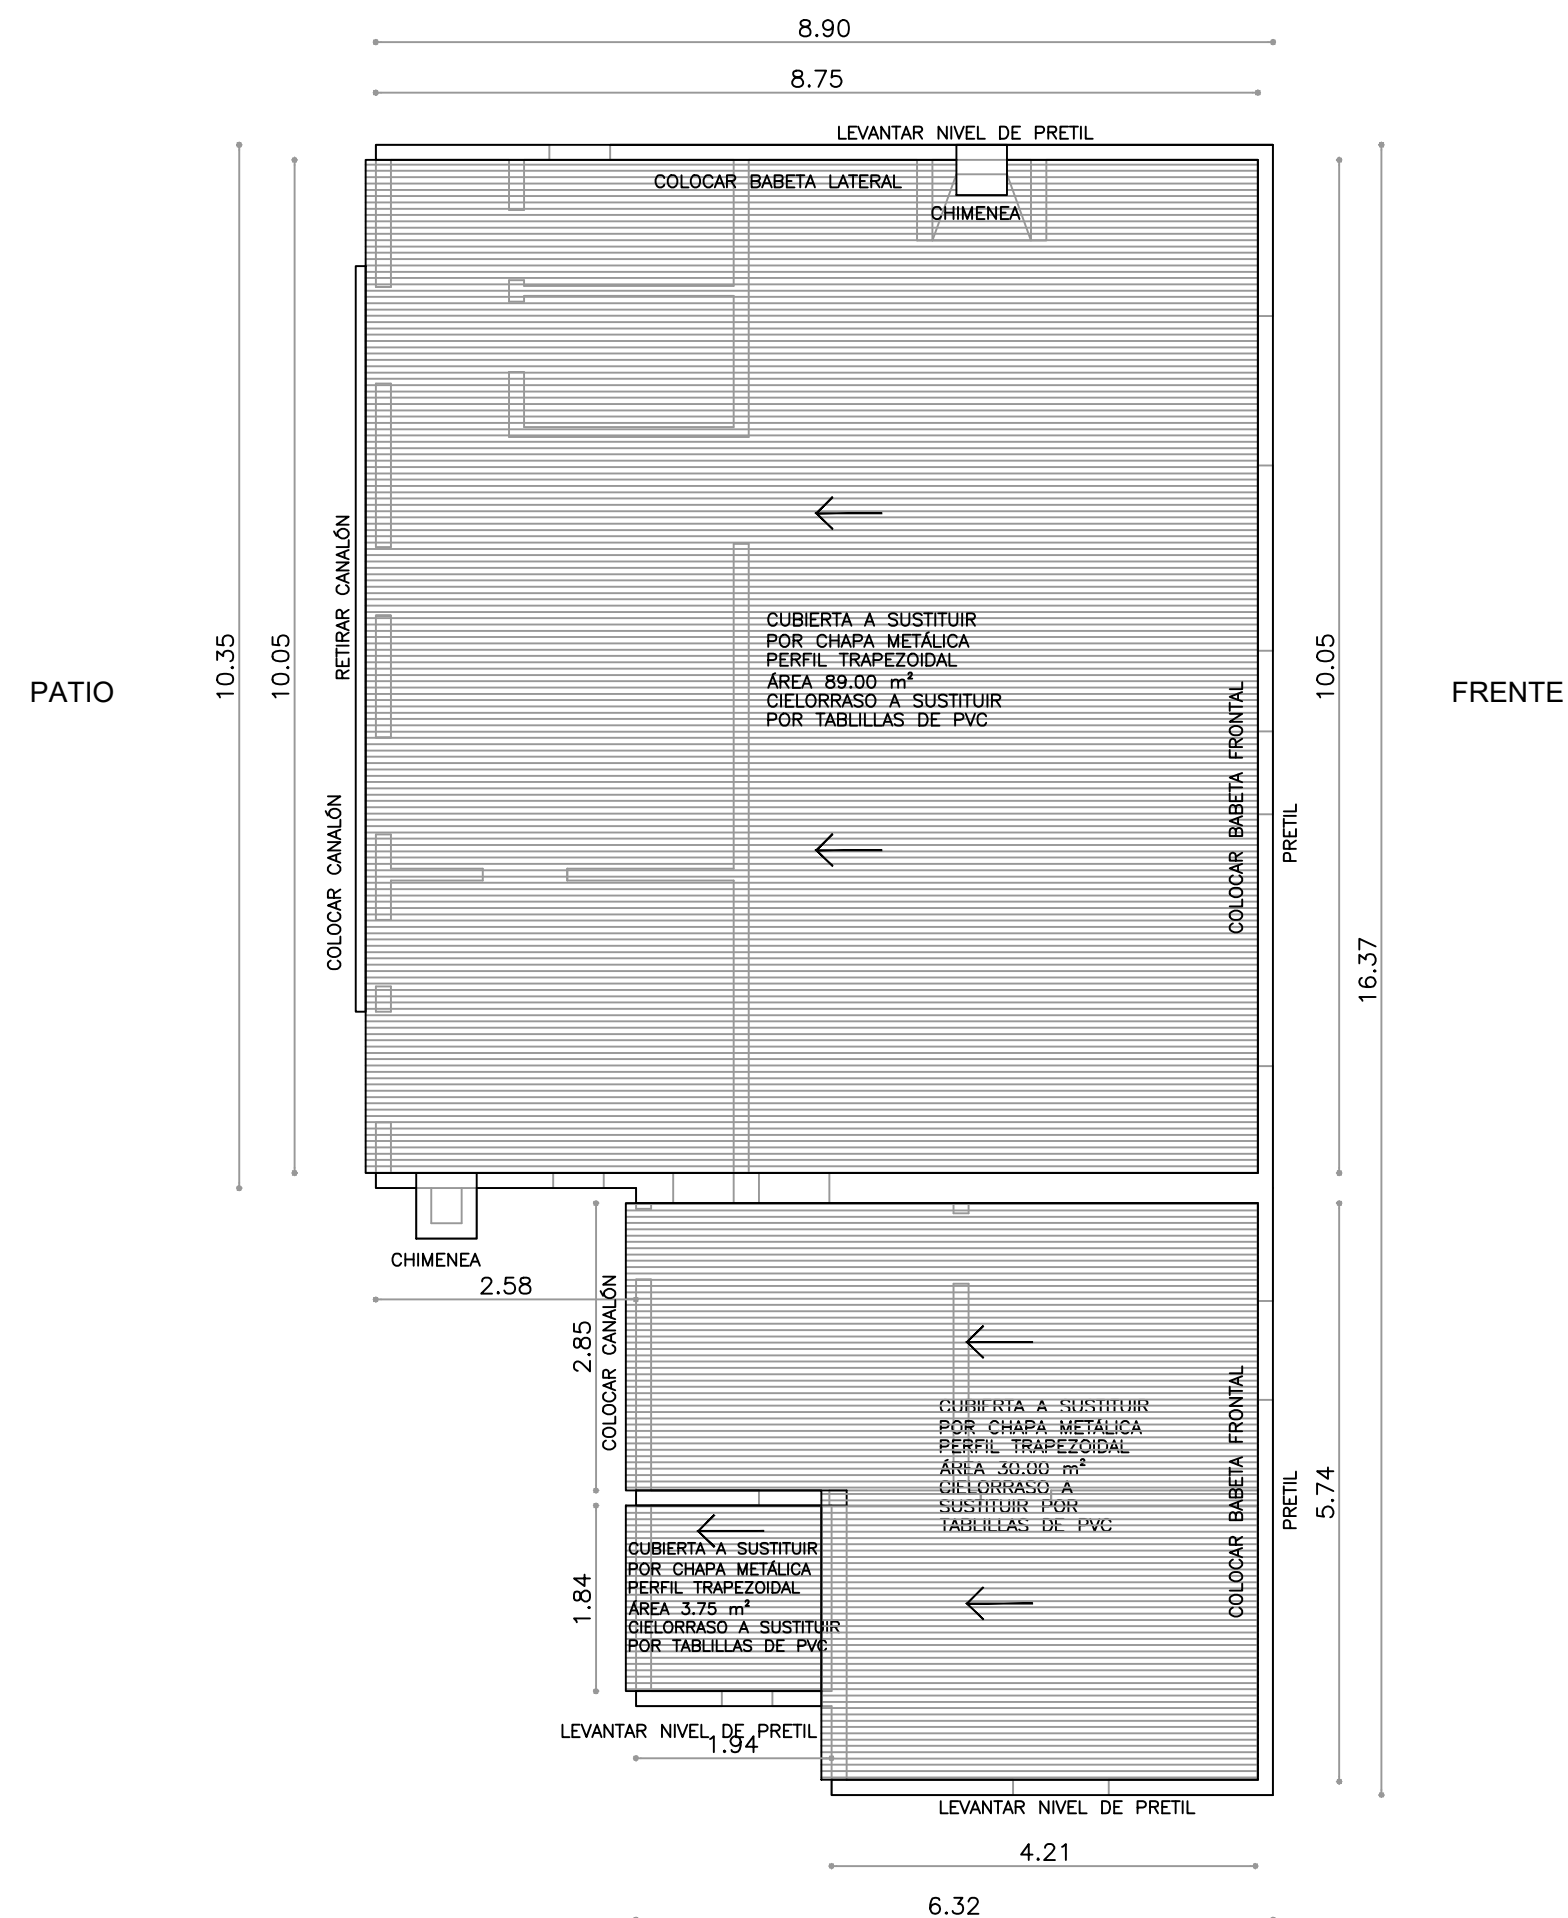 8.90
8.75
LEVANTAR NIVEL DE PRETIL
COLOCAR BABETA LATERAL
CHIMENEA
RETIRAR CANALÓN
COLOCAR CANALÓN
10.35
10.05
PATIO
CUBIERTA A SUSTITUIR
POR CHAPA METÁLICA
PERFIL TRAPEZOIDAL
ÁREA 89.00 m²
CIELORRASO A SUSTITUIR
POR TABLILLAS DE PVC
COLOCAR BABETA FRONTAL
PRETIL
10.05
16.37
FRENTE
CHIMENEA
2.58
2.85
COLOCAR CANALÓN
CUBIERTA A SUSTITUIR
POR CHAPA METÁLICA
PERFIL TRAPEZOIDAL
ÁREA 30.00 m²
CIELORRASO A
SUSTITUIR POR
TABLILLAS DE PVC
COLOCAR BABETA FRONTAL
PRETIL
5.74
1.84
CUBIERTA A SUSTITUIR
POR CHAPA METÁLICA
PERFIL TRAPEZOIDAL
ÁREA 3.75 m²
CIELORRASO A SUSTITUIR
POR TABLILLAS DE PVC
LEVANTAR NIVEL DE PRETIL
1.94
LEVANTAR NIVEL DE PRETIL
4.21
6.32